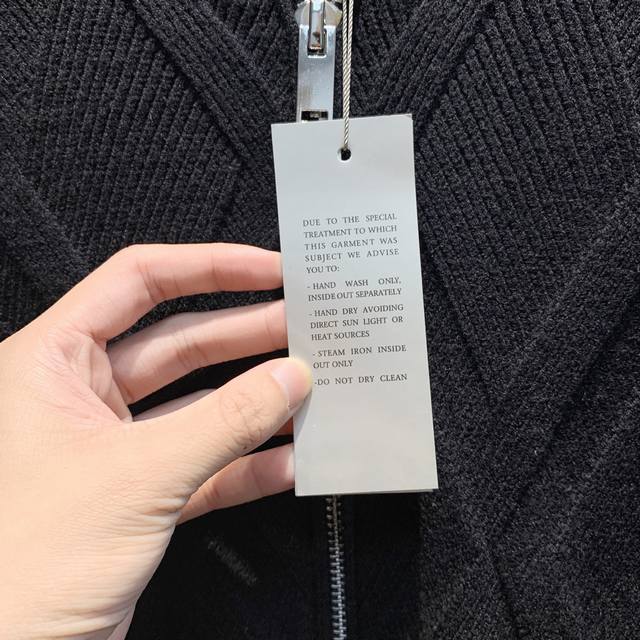 DUE TO THE SPECIAL
TREATMENT TO WHICH
THIS GARMENT WAS
SUBJECT WE ADVISE
YOU TO:
- HAND WASH ONLY,
INSIDE OUT SEPARATELY
- HAND DRY AVOIDING
DIRECT SUN LIGHT OR
HEAT SOURCES
- STEAM IRON INSIDE
OUT ONLY
-DO NOT DRY CLEAN